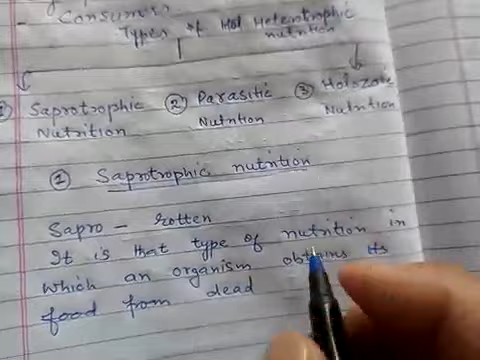 - Consumers
Types of Hot Heterotrophic
nutrition
① Saprotrophic
Nutrition
② Parasitic
Nutrition
③ Holozoic
Nutrition
① Saprotrophic nutrition
Sapro - rotten
It is that type of nutrition in
which an organism obtains its
food from dead